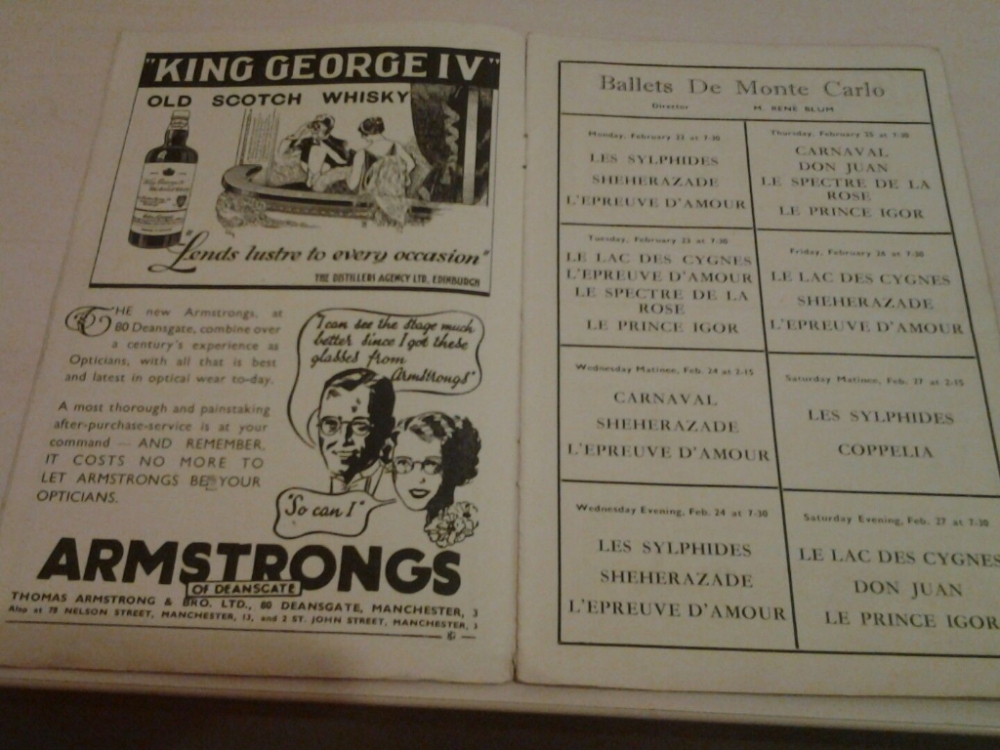 "KING GEORGE IV"
OLD SCOTCH WHISKY
"Lends lustre to every occasion"
THE DISTILLERS AGENCY LTD. EDINBURGH
THE new Armstrongs, at
80 Deansgate, combine over
a century's experience as
Opticians, with all that is best
and latest in optical wear to-day.
A most thorough and painstaking
after-purchase-service is at your
command — AND REMEMBER,
IT COSTS NO MORE TO
LET ARMSTRONGS BE YOUR
OPTICIANS.
"I can see the stage much
better since I got these
glasses from
Armstrongs"
"So can I"
ARMSTRONGS
OF DEANSGATE
THOMAS ARMSTRONG & BRO. LTD., 80 DEANSGATE, MANCHESTER, 3
Also at 78 NELSON STREET, MANCHESTER, 13, and 2 ST. JOHN STREET, MANCHESTER, 3
Ballets De Monte Carlo
Director M. RENÉ BLUM
Monday, February 22 at 7-30
LES SYLPHIDES
SHEHERAZADE
L'EPREUVE D'AMOUR
Tuesday, February 23 at 7-30
LE LAC DES CYGNES
L'EPREUVE D'AMOUR
LE SPECTRE DE LA
ROSE
LE PRINCE IGOR
Wednesday Matinee, Feb. 24 at 2-15
CARNAVAL
SHEHERAZADE
L'EPREUVE D'AMOUR
Wednesday Evening, Feb. 24 at 7-30
LES SYLPHIDES
SHEHERAZADE
L'EPREUVE D'AMOUR
Thursday, February 25 at 7-30
CARNAVAL
DON JUAN
LE SPECTRE DE LA
ROSE
LE PRINCE IGOR
Friday, February 26 at 7-30
LE LAC DES CYGNES
SHEHERAZADE
L'EPREUVE D'AMOUR
Saturday Matinee, Feb. 27 at 2-15
LES SYLPHIDES
COPPELIA
Saturday Evening, Feb. 27 at 7-30
LE LAC DES CYGNES
DON JUAN
LE PRINCE IGOR